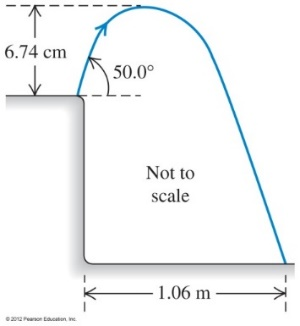 6.74 cm
50.0°
Not to
scale
1.06 m
© 2012 Pearson Education, Inc.